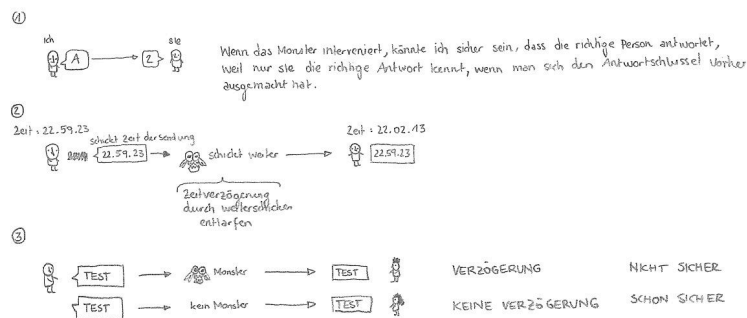 ①
ich
sie
A
2
Wenn das Monster interveniert, könnte ich sicher sein, dass die richtige Person antwortet,
weil nur sie die richtige Antwort kennt, wenn man sich den Antwortschlüssel vorher
ausgemacht hat.
②
Zeit : 22.59.23
Zeit : 22.02.13
schickt Zeit der Sendung
22.59.23
schickt weiter
22.59.23
Zeitverzögerung
durch weiterschicken
entlarfen
③
TEST
Monster
TEST
VERZÖGERUNG
NICHT SICHER
TEST
kein Monster
TEST
KEINE VERZÖGERUNG
SCHON SICHER